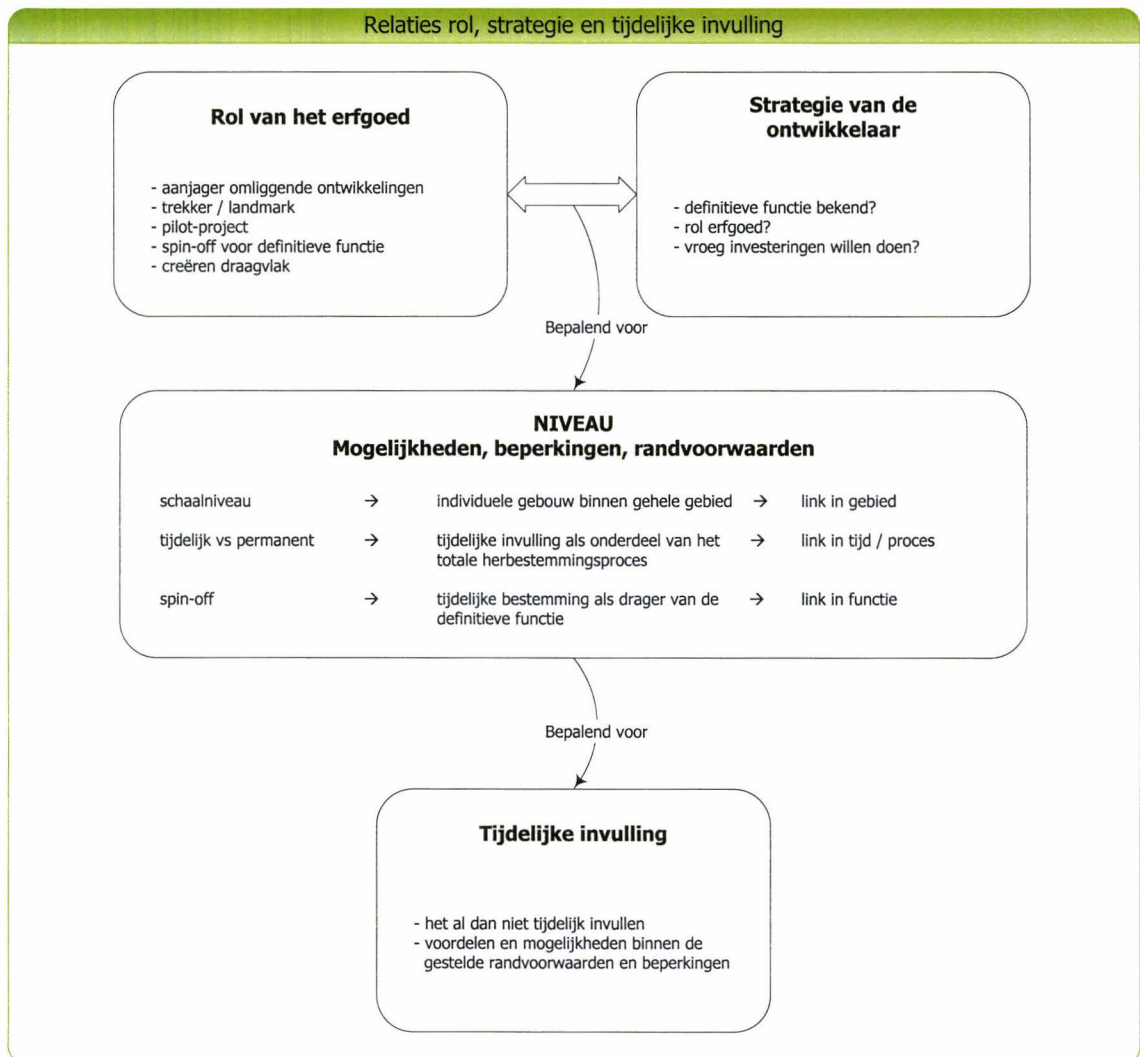 Relaties rol, strategie en tijdelijke invulling
Rol van het erfgoed
- aanjager omliggende ontwikkelingen
- trekker / landmark
- pilot-project
- spin-off voor definitieve functie
- creëren draagvlak
Strategie van de
ontwikkelaar
- definitieve functie bekend?
- rol erfgoed?
- vroeg investeringen willen doen?
Bepalend voor
NIVEAU
Mogelijkheden, beperkingen, randvoorwaarden
schaalniveau → individuele gebouw binnen gehele gebied → link in gebied
tijdelijk vs permanent → tijdelijke invulling als onderdeel van het → link in tijd / proces
totale herbestemmingsproces
spin-off → tijdelijke bestemming als drager van de → link in functie
definitieve functie
Bepalend voor
Tijdelijke invulling
- het al dan niet tijdelijk invullen
- voordelen en mogelijkheden binnen de
gestelde randvoorwaarden en beperkingen